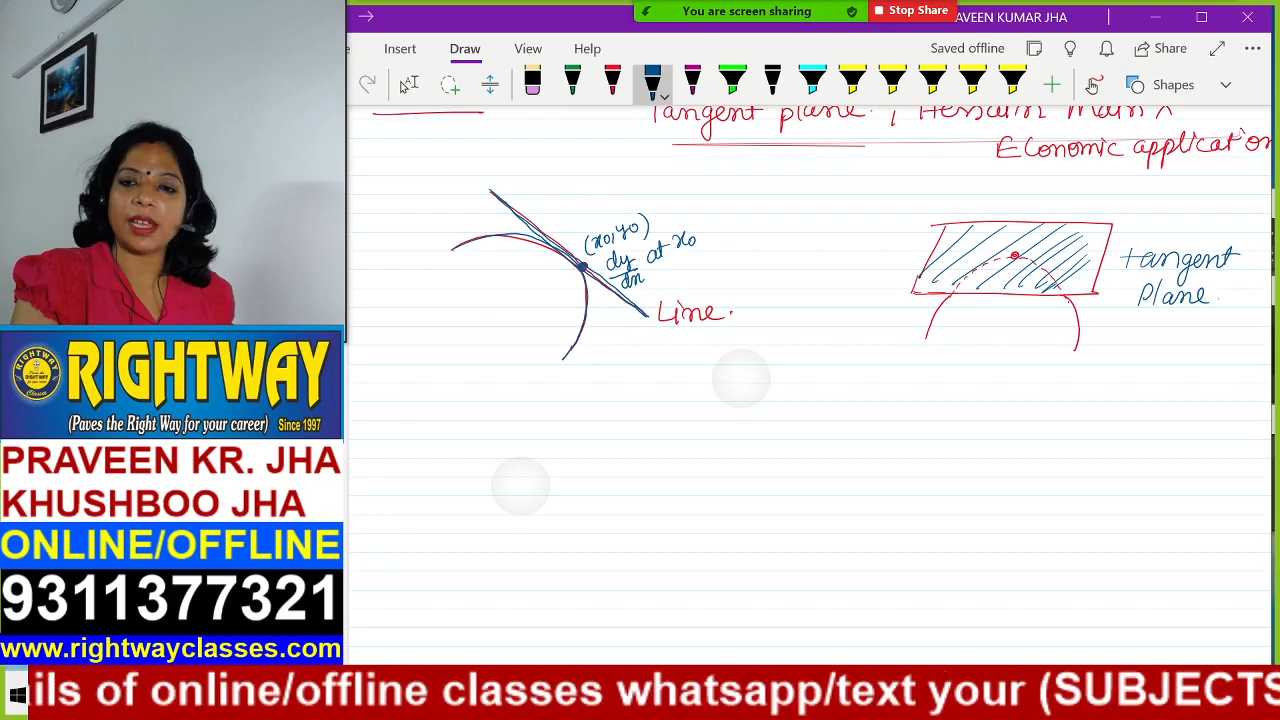 You are screen sharing
Stop Share
RAVEEN KUMAR JHA
Insert
Draw
View
Help
Saved offline
Share
Shapes
Tangent plane ,
Economic application
(x0,y0)
dy
dx
at x0
Line.
tangent
plane.
RIGHTWAY
(Paves the Right Way for your career)
Since 1997
RIGHTWAY
Classes
PRAVEEN KR. JHA
KHUSHBOO JHA
ONLINE/OFFLINE
9311377321
www.rightwayclasses.com
ils of online/offline classes whatsapp/text your (SUBJECTS